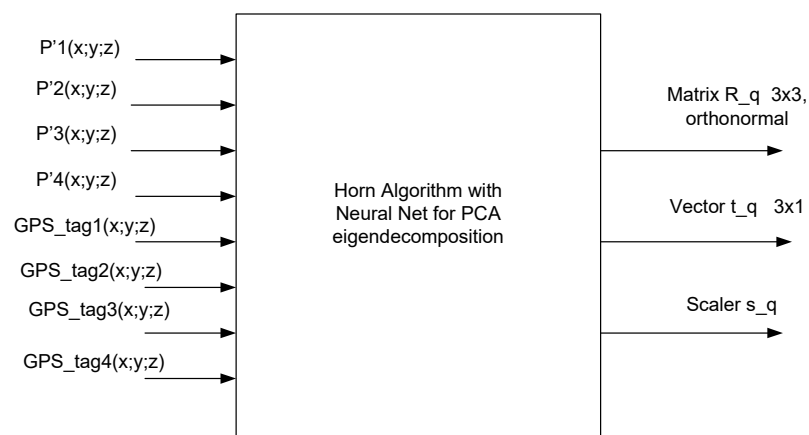 P’1(x;y;z)
P’2(x;y;z)
P’3(x;y;z)
P’4(x;y;z)
GPS_tag1(x;y;z)
GPS_tag2(x;y;z)
GPS_tag3(x;y;z)
GPS_tag4(x;y;z)
Horn Algorithm with
Neural Net for PCA
eigendecomposition
Matrix R_q 3x3,
orthonormal
Vector t_q 3x1
Scaler s_q